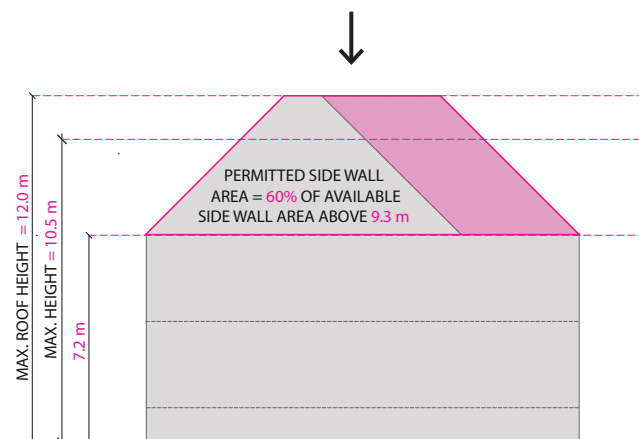 PERMITTED SIDE WALL
AREA = 60% OF AVAILABLE
SIDE WALL AREA ABOVE 9.3 m
MAX. ROOF HEIGHT = 12.0 m
MAX. HEIGHT = 10.5 m
7.2 m